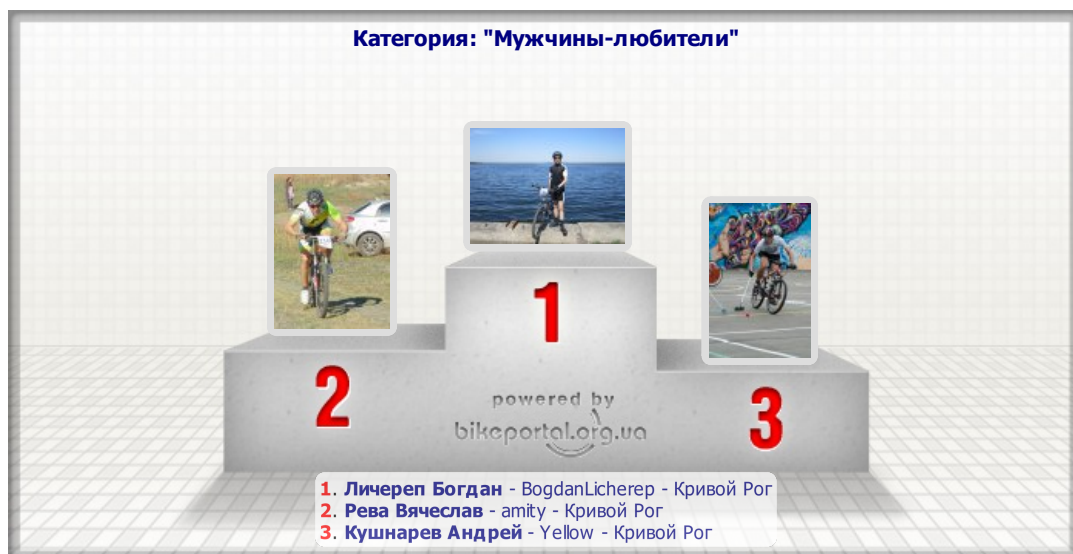 Категория: "Мужчины-любители"
1
2
3
powered by
bikeportal.org.ua
1. Личереп Богдан - BogdanLicherep - Кривой Рог
2. Рева Вячеслав - amity - Кривой Рог
3. Кушнарев Андрей - Yellow - Кривой Рог